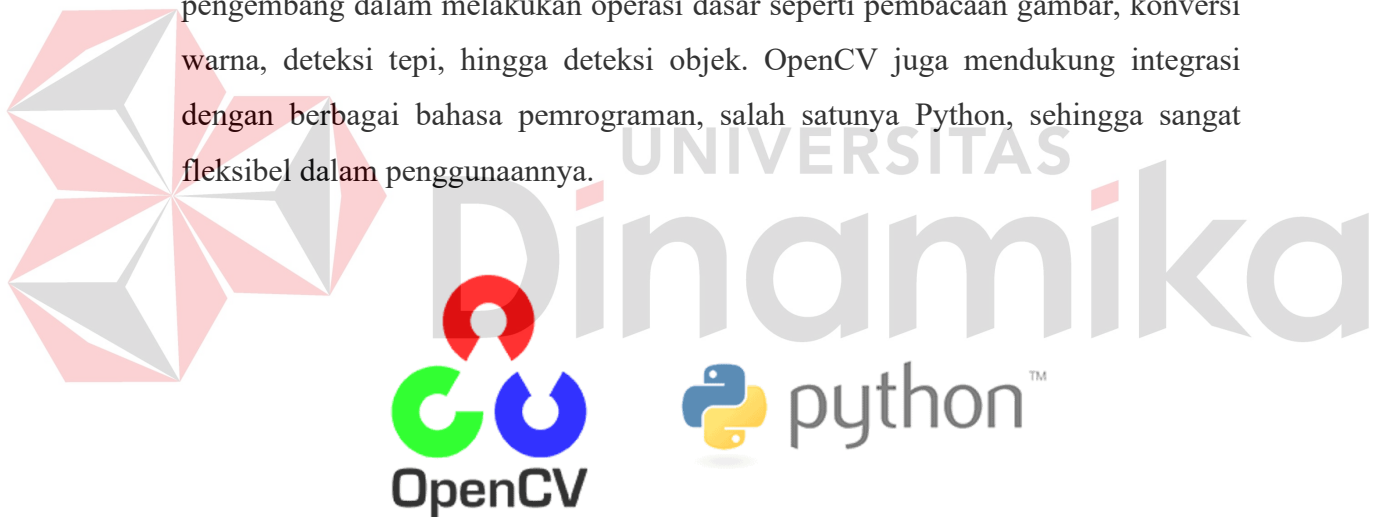 pengembang dalam melakukan operasi dasar seperti pembacaan gambar, konversi
warna, deteksi tepi, hingga deteksi objek. OpenCV juga mendukung integrasi
dengan berbagai bahasa pemrograman, salah satunya Python, sehingga sangat
fleksibel dalam penggunaannya.
UNIVERSITAS
Dinamika
python™
OpenCV